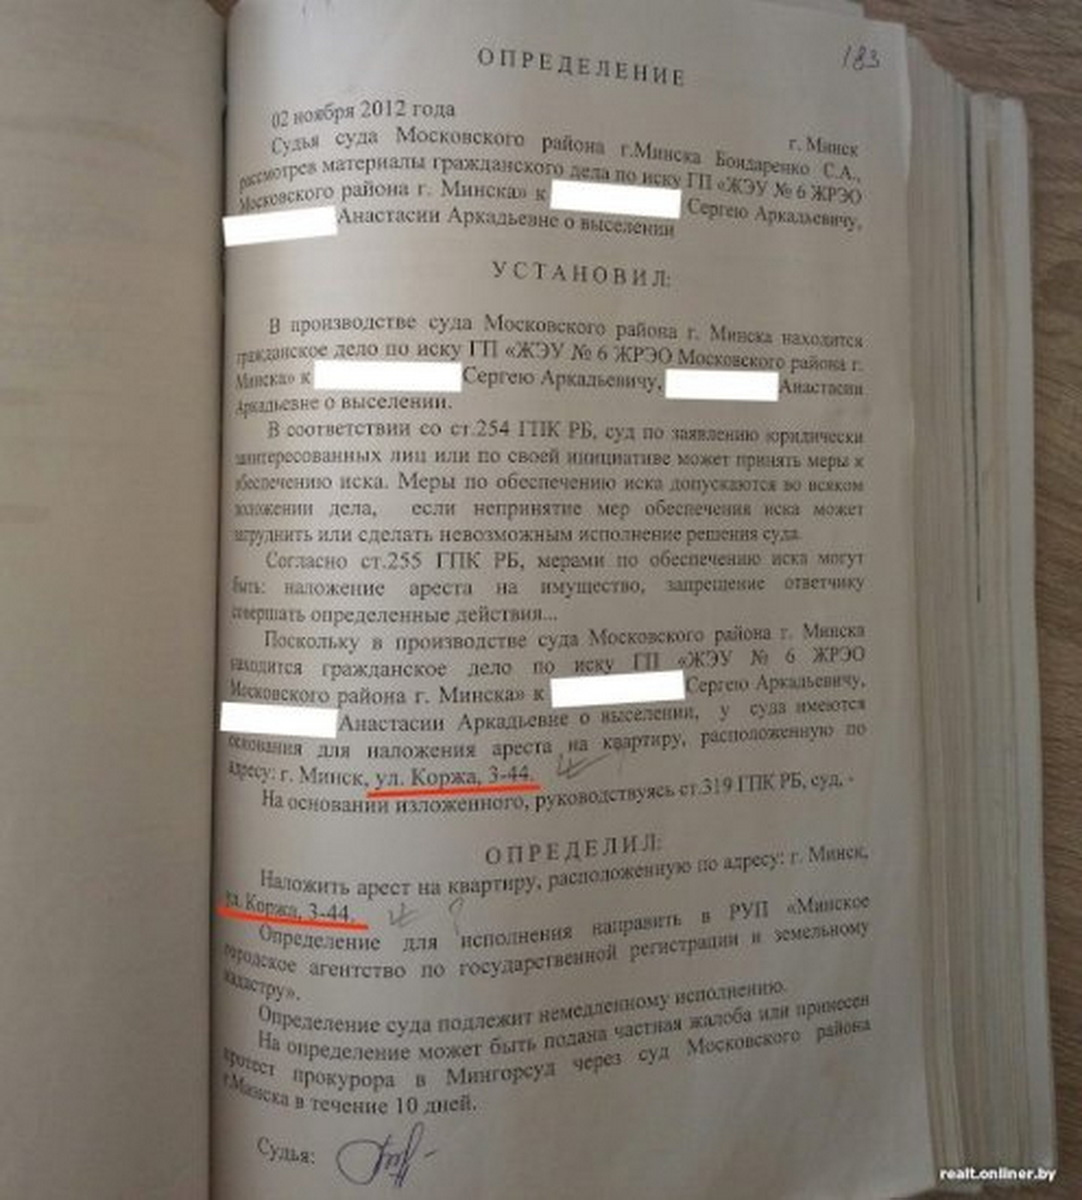 183
ОПРЕДЕЛЕНИЕ
02 ноября 2012 года
г. Минск
Судья суда Московского района г.Минска Бондаренко С.А.,
рассмотрев материалы гражданского дела по иску ГП «ЖЭУ № 6 ЖРЭО
Московского района г. Минска» к Сергею Аркадьевичу,
Анастасии Аркадьевне о выселении
УСТАНОВИЛ:
В производстве суда Московского района г. Минска находится
гражданское дело по иску ГП «ЖЭУ № 6 ЖРЭО Московского района г.
Минска» к Сергею Аркадьевичу, Анастасии
Аркадьевне о выселении.
В соответствии со ст.254 ГПК РБ, суд по заявлению юридически
заинтересованных лиц или по своей инициативе может принять меры к
обеспечению иска. Меры по обеспечению иска допускаются во всяком
положении дела, если непринятие мер обеспечения иска может
затруднить или сделать невозможным исполнение решения суда.
Согласно ст.255 ГПК РБ, мерами по обеспечению иска могут
быть: наложение ареста на имущество, запрещение ответчику
совершать определенные действия...
Поскольку в производстве суда Московского района г. Минска
находится гражданское дело по иску ГП «ЖЭУ № 6 ЖРЭО
Московского района г. Минска» к Сергею Аркадьевичу,
Анастасии Аркадьевне о выселении, у суда имеются
основания для наложения ареста на квартиру, расположенную по
адресу: г. Минск, ул. Коржа, 3-44.
На основании изложенного, руководствуясь ст.319 ГПК РБ, суд, -
ОПРЕДЕЛИЛ:
Наложить арест на квартиру, расположенную по адресу: г. Минск,
ул. Коржа, 3-44.
Определение для исполнения направить в РУП «Минское
городское агентство по государственной регистрации и земельному
кадастру».
Определение суда подлежит немедленному исполнению.
На определение может быть подана частная жалоба или принесен
протест прокурора в Мингорсуд через суд Московского района
г.Минска в течение 10 дней.
Судья:
realt.onliner.by